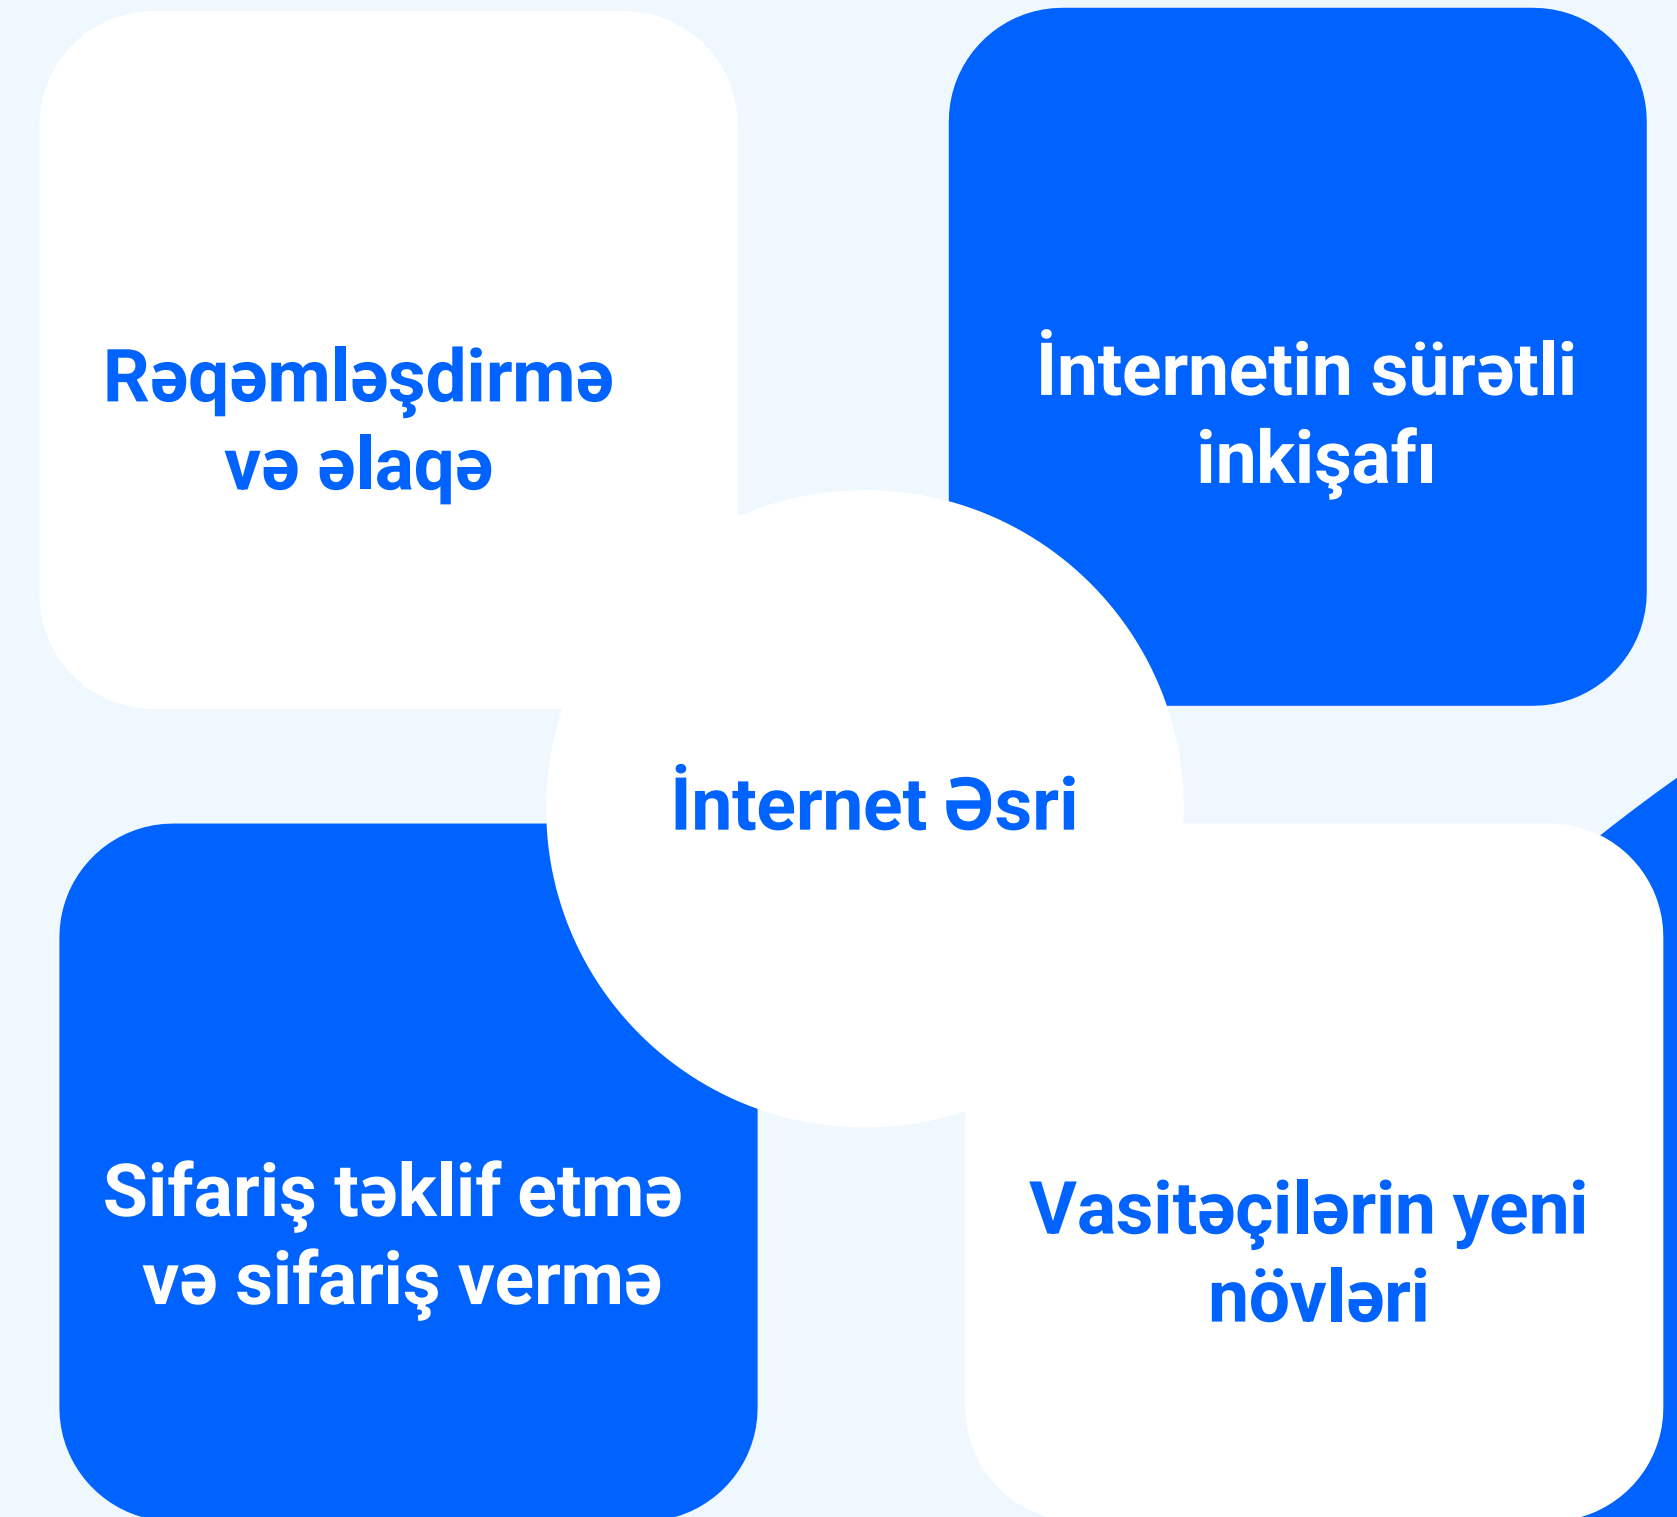 Rəqəmləşdirmə
və əlaqə
İnternetin sürətli
inkişafı
İnternet Əsri
Sifariş təklif etmə
və sifariş vermə
Vasitəçilərin yeni
növləri